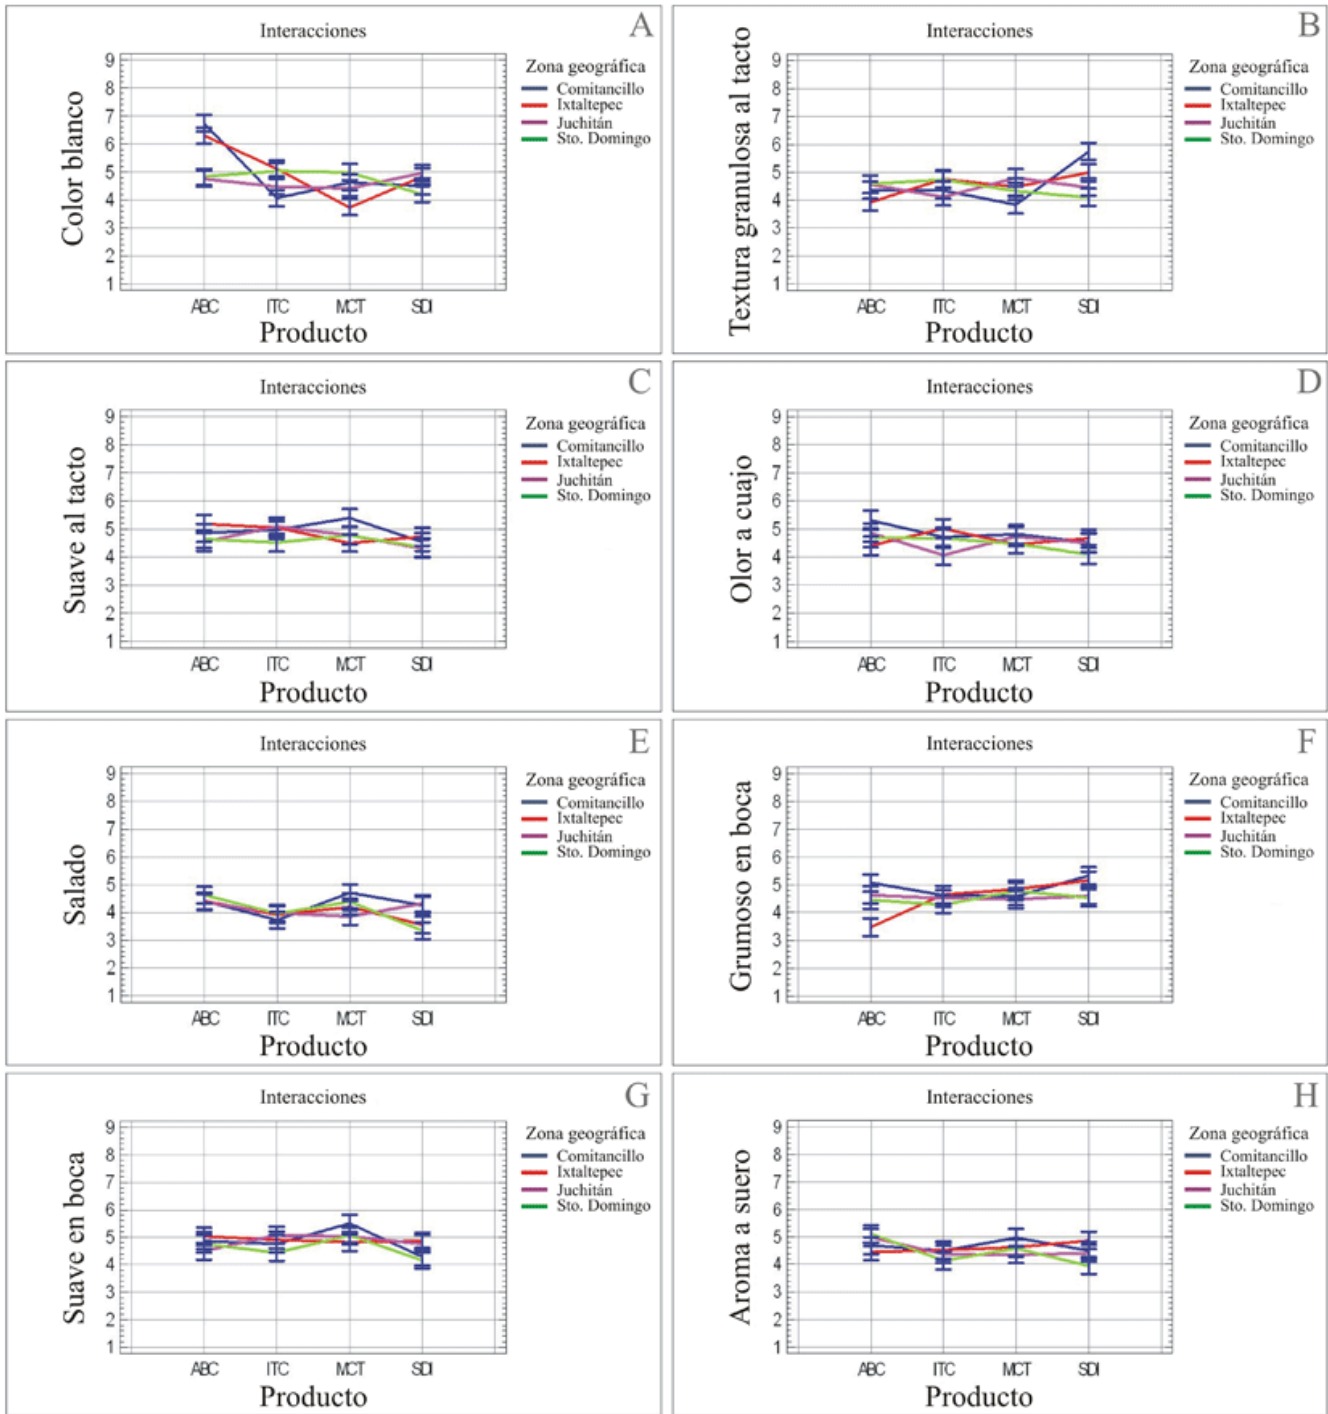 Interacciones
A
Color blanco
9
8
7
6
5
4
3
2
1
ABC ITC MCT SDI
Producto
Zona geográfica
Comitancillo
Ixtaltepec
Juchitán
Sto. Domingo
Interacciones
B
Textura granulosa al tacto
9
8
7
6
5
4
3
2
1
ABC ITC MCT SDI
Producto
Zona geográfica
Comitancillo
Ixtaltepec
Juchitán
Sto. Domingo
Interacciones
C
Suave al tacto
9
8
7
6
5
4
3
2
1
ABC ITC MCT SDI
Producto
Zona geográfica
Comitancillo
Ixtaltepec
Juchitán
Sto. Domingo
Interacciones
D
Olor a cuajo
9
8
7
6
5
4
3
2
1
ABC ITC MCT SDI
Producto
Zona geográfica
Comitancillo
Ixtaltepec
Juchitán
Sto. Domingo
Interacciones
E
Salado
9
8
7
6
5
4
3
2
1
ABC ITC MCT SDI
Producto
Zona geográfica
Comitancillo
Ixtaltepec
Juchitán
Sto. Domingo
Interacciones
F
Grumoso en boca
9
8
7
6
5
4
3
2
1
ABC ITC MCT SDI
Producto
Zona geográfica
Comitancillo
Ixtaltepec
Juchitán
Sto. Domingo
Interacciones
G
Suave en boca
9
8
7
6
5
4
3
2
1
ABC ITC MCT SDI
Producto
Zona geográfica
Comitancillo
Ixtaltepec
Juchitán
Sto. Domingo
Interacciones
H
Aroma a suero
9
8
7
6
5
4
3
2
1
ABC ITC MCT SDI
Producto
Zona geográfica
Comitancillo
Ixtaltepec
Juchitán
Sto. Domingo